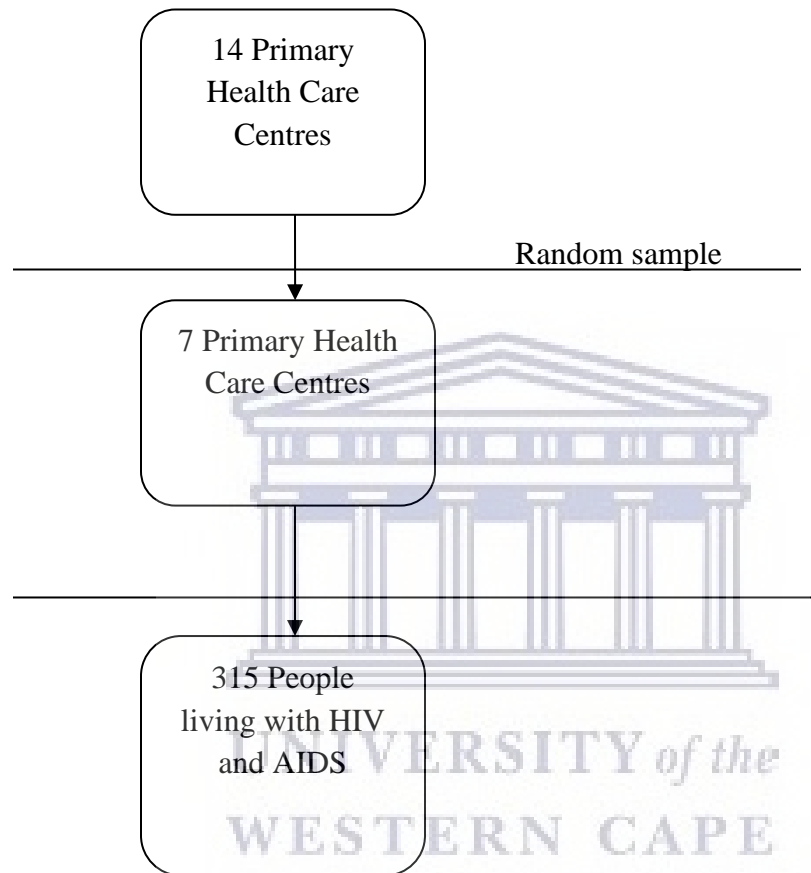 14 Primary
Health Care
Centres
Random sample
7 Primary Health
Care Centres
315 People
living with HIV
and AIDS
UNIVERSITY of the
WESTERN CAPE